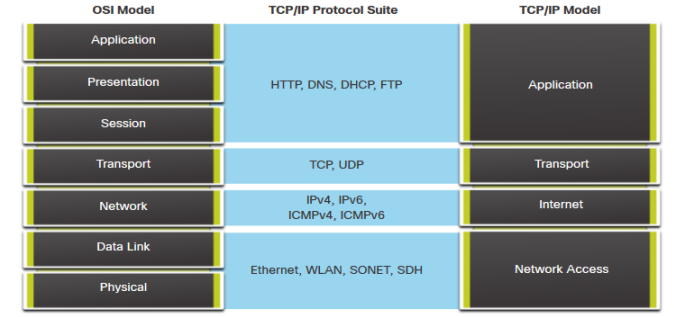 OSI Model
TCP/IP Protocol Suite
TCP/IP Model
Application
Presentation
Session
Transport
Network
Data Link
Physical
HTTP, DNS, DHCP, FTP
TCP, UDP
IPv4, IPv6,
ICMPv4, ICMPv6
Ethernet, WLAN, SONET, SDH
Application
Transport
Internet
Network Access